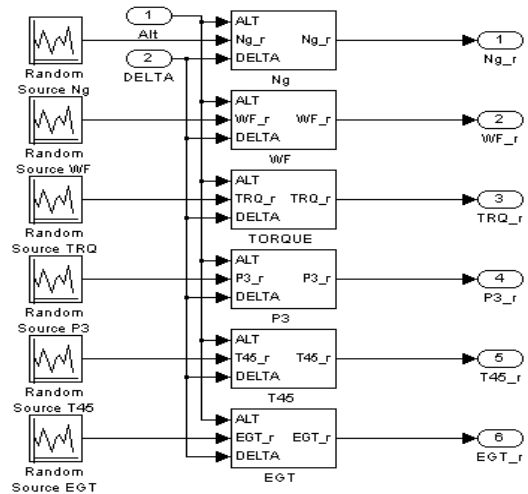 1
Alt
2
DELTA
Random
Source Ng
ALT
Ng_r
DELTA
Ng_r
Ng
1
Ng_r
Random
Source WF
ALT
WF_r
DELTA
WF_r
WF
2
WF_r
Random
Source TRQ
ALT
TRQ_r
DELTA
TRQ_r
TORQUE
3
TRQ_r
Random
Source P3
ALT
P3_r
DELTA
P3_r
P3
4
P3_r
Random
Source T45
ALT
T45_r
DELTA
T45_r
T45
5
T45_r
Random
Source EGT
ALT
EGT_r
DELTA
EGT_r
EGT
6
EGT_r